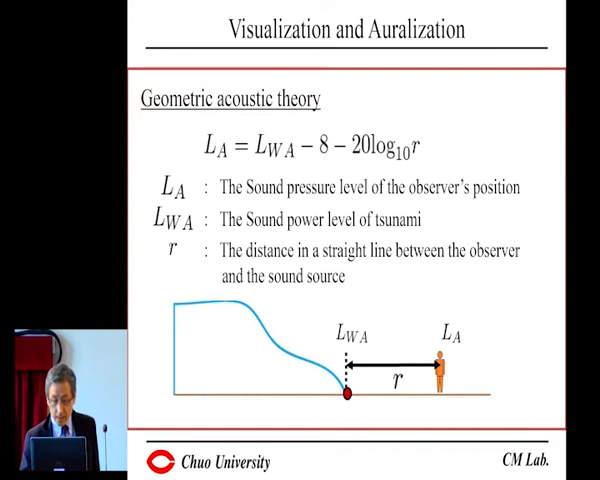 Visualization and Auralization
Geometric acoustic theory
L_A = L_WA − 8 − 20log_10 r
L_A : The Sound pressure level of the observer's position
L_WA : The Sound power level of tsunami
r : The distance in a straight line between the observer
and the sound source
L_WA L_A
r
Chuo University CM Lab.